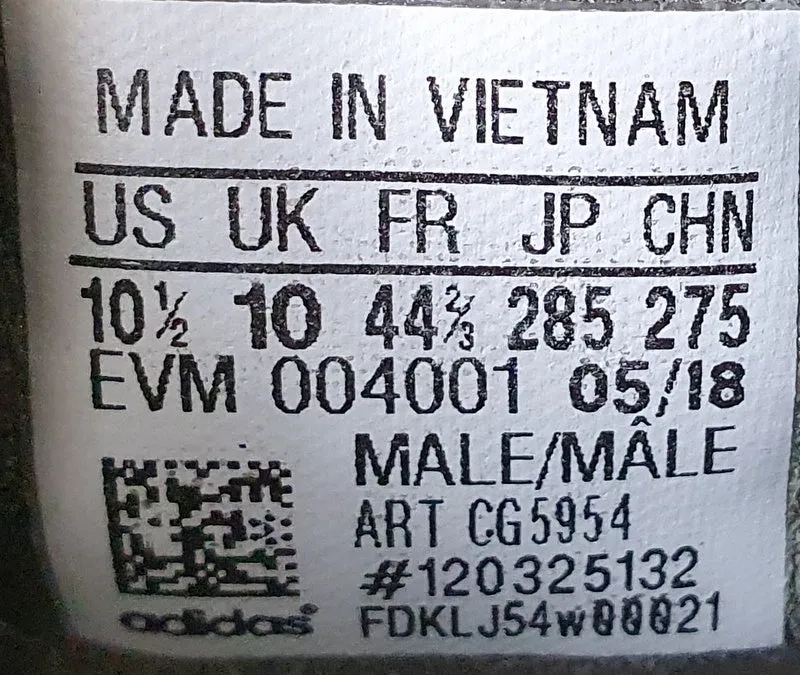 MADE IN VIETNAM
US UK FR JP CHN
10½ 10 44⅔ 285 275
EVM 004001 05/18
MALE/MÂLE
ART CG5954
#120325132
adidas® FDKLJ54w00021